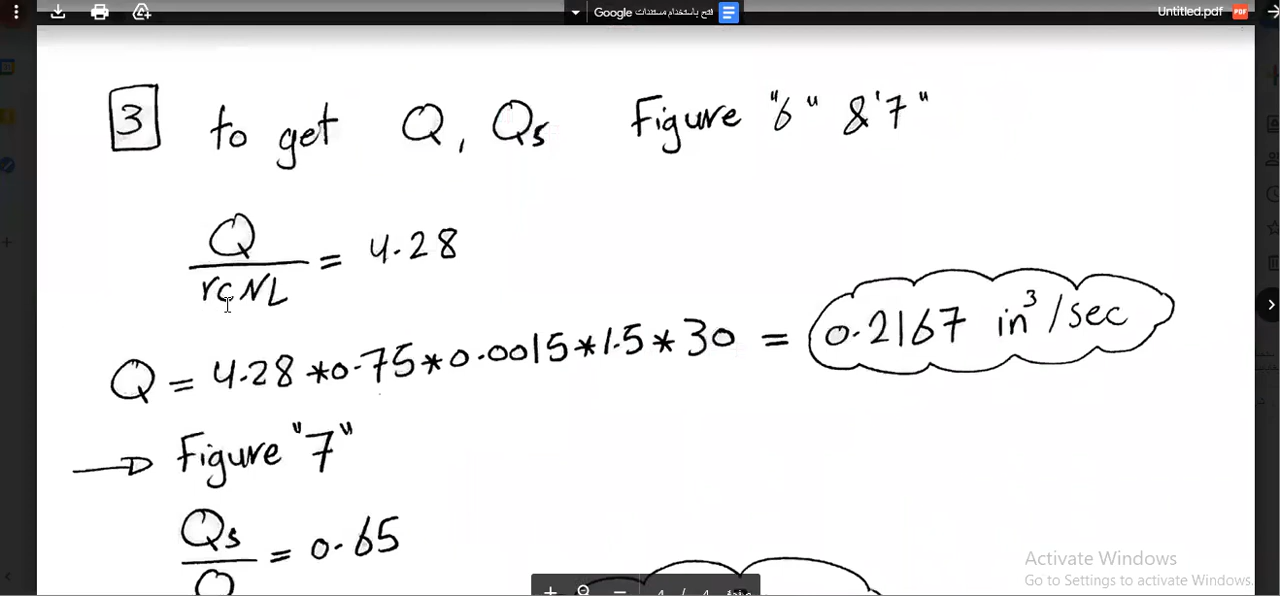 فتح باستخدام مستندات Google
Untitled.pdf
PDF
3 to get Q, Qs Figure "6" & "7"
Q
rcNL = 4.28
Q = 4.28 * 0.75 * 0.0015 * 1.5 * 30 = 0.2167 in³/sec
→ Figure "7"
Qs
Q = 0.65
Activate Windows
Go to Settings to activate Windows.